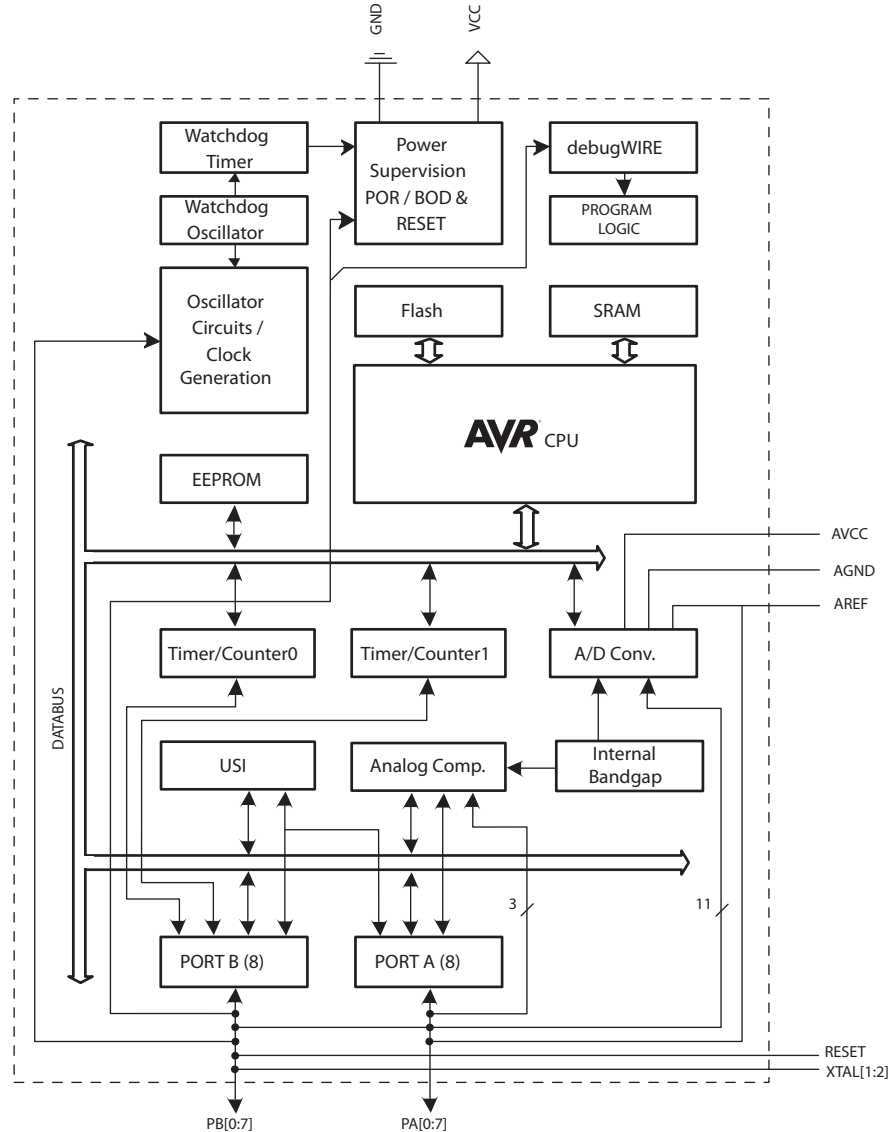 GND
VCC
Watchdog
Timer
Power
Supervision
POR / BOD &
RESET
debugWIRE
Watchdog
Oscillator
PROGRAM
LOGIC
Oscillator
Circuits /
Clock
Generation
Flash
SRAM
AVR® CPU
EEPROM
AVCC
AGND
AREF
Timer/Counter0
Timer/Counter1
A/D Conv.
DATABUS
USI
Analog Comp.
Internal
Bandgap
3
11
PORT B (8)
PORT A (8)
RESET
XTAL[1:2]
PB[0:7]
PA[0:7]